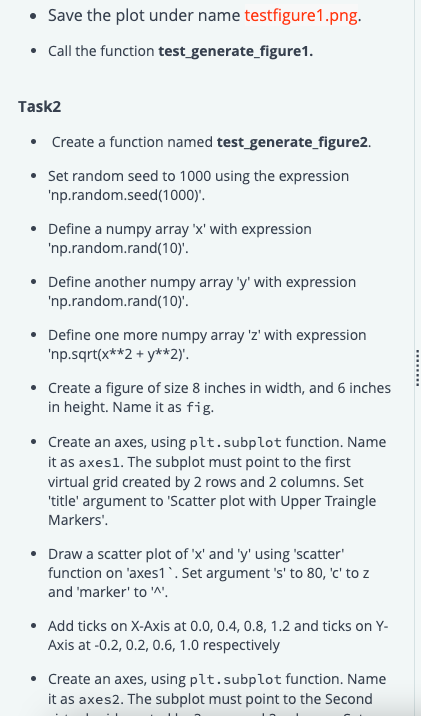 • Save the plot under name testfigure1.png.
• Call the function test_generate_figure1.
Task2
• Create a function named test_generate_figure2.
• Set random seed to 1000 using the expression
'np.random.seed(1000)'.
• Define a numpy array 'x' with expression
'np.random.rand(10)'.
• Define another numpy array 'y' with expression
'np.random.rand(10)'.
• Define one more numpy array 'z' with expression
'np.sqrt(x**2 + y**2)'.
• Create a figure of size 8 inches in width, and 6 inches
in height. Name it as fig.
• Create an axes, using plt.subplot function. Name
it as axes1. The subplot must point to the first
virtual grid created by 2 rows and 2 columns. Set
'title' argument to 'Scatter plot with Upper Traingle
Markers'.
• Draw a scatter plot of 'x' and 'y' using 'scatter'
function on 'axes1`. Set argument 's' to 80, 'c' to z
and 'marker' to '^'.
• Add ticks on X-Axis at 0.0, 0.4, 0.8, 1.2 and ticks on Y-
Axis at -0.2, 0.2, 0.6, 1.0 respectively
• Create an axes, using plt.subplot function. Name
it as axes2. The subplot must point to the Second